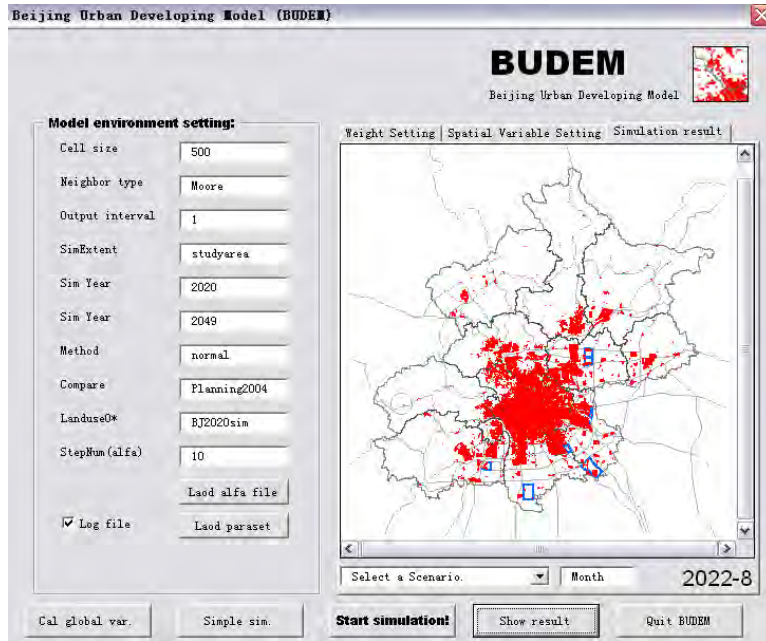 Beijing Urban Developing Model (BUDEM)
BUDEM
Beijing Urban Developing Model
Model environment setting:
Cell size
500
Neighbor type
Moore
Output interval
1
SimExtent
studyarea
Sim Year
2020
Sim Year
2049
Method
normal
Compare
Planning2004
Landuse0*
BJ2020sim
StepNum(alfa)
10
Laod alfa file
Log file
Laod paraset
Weight Setting
Spatial Variable Setting
Simulation result
Select a Scenario.
Month
2022-8
Cal global var.
Simple sim.
Start simulation!
Show result
Quit BUDEM